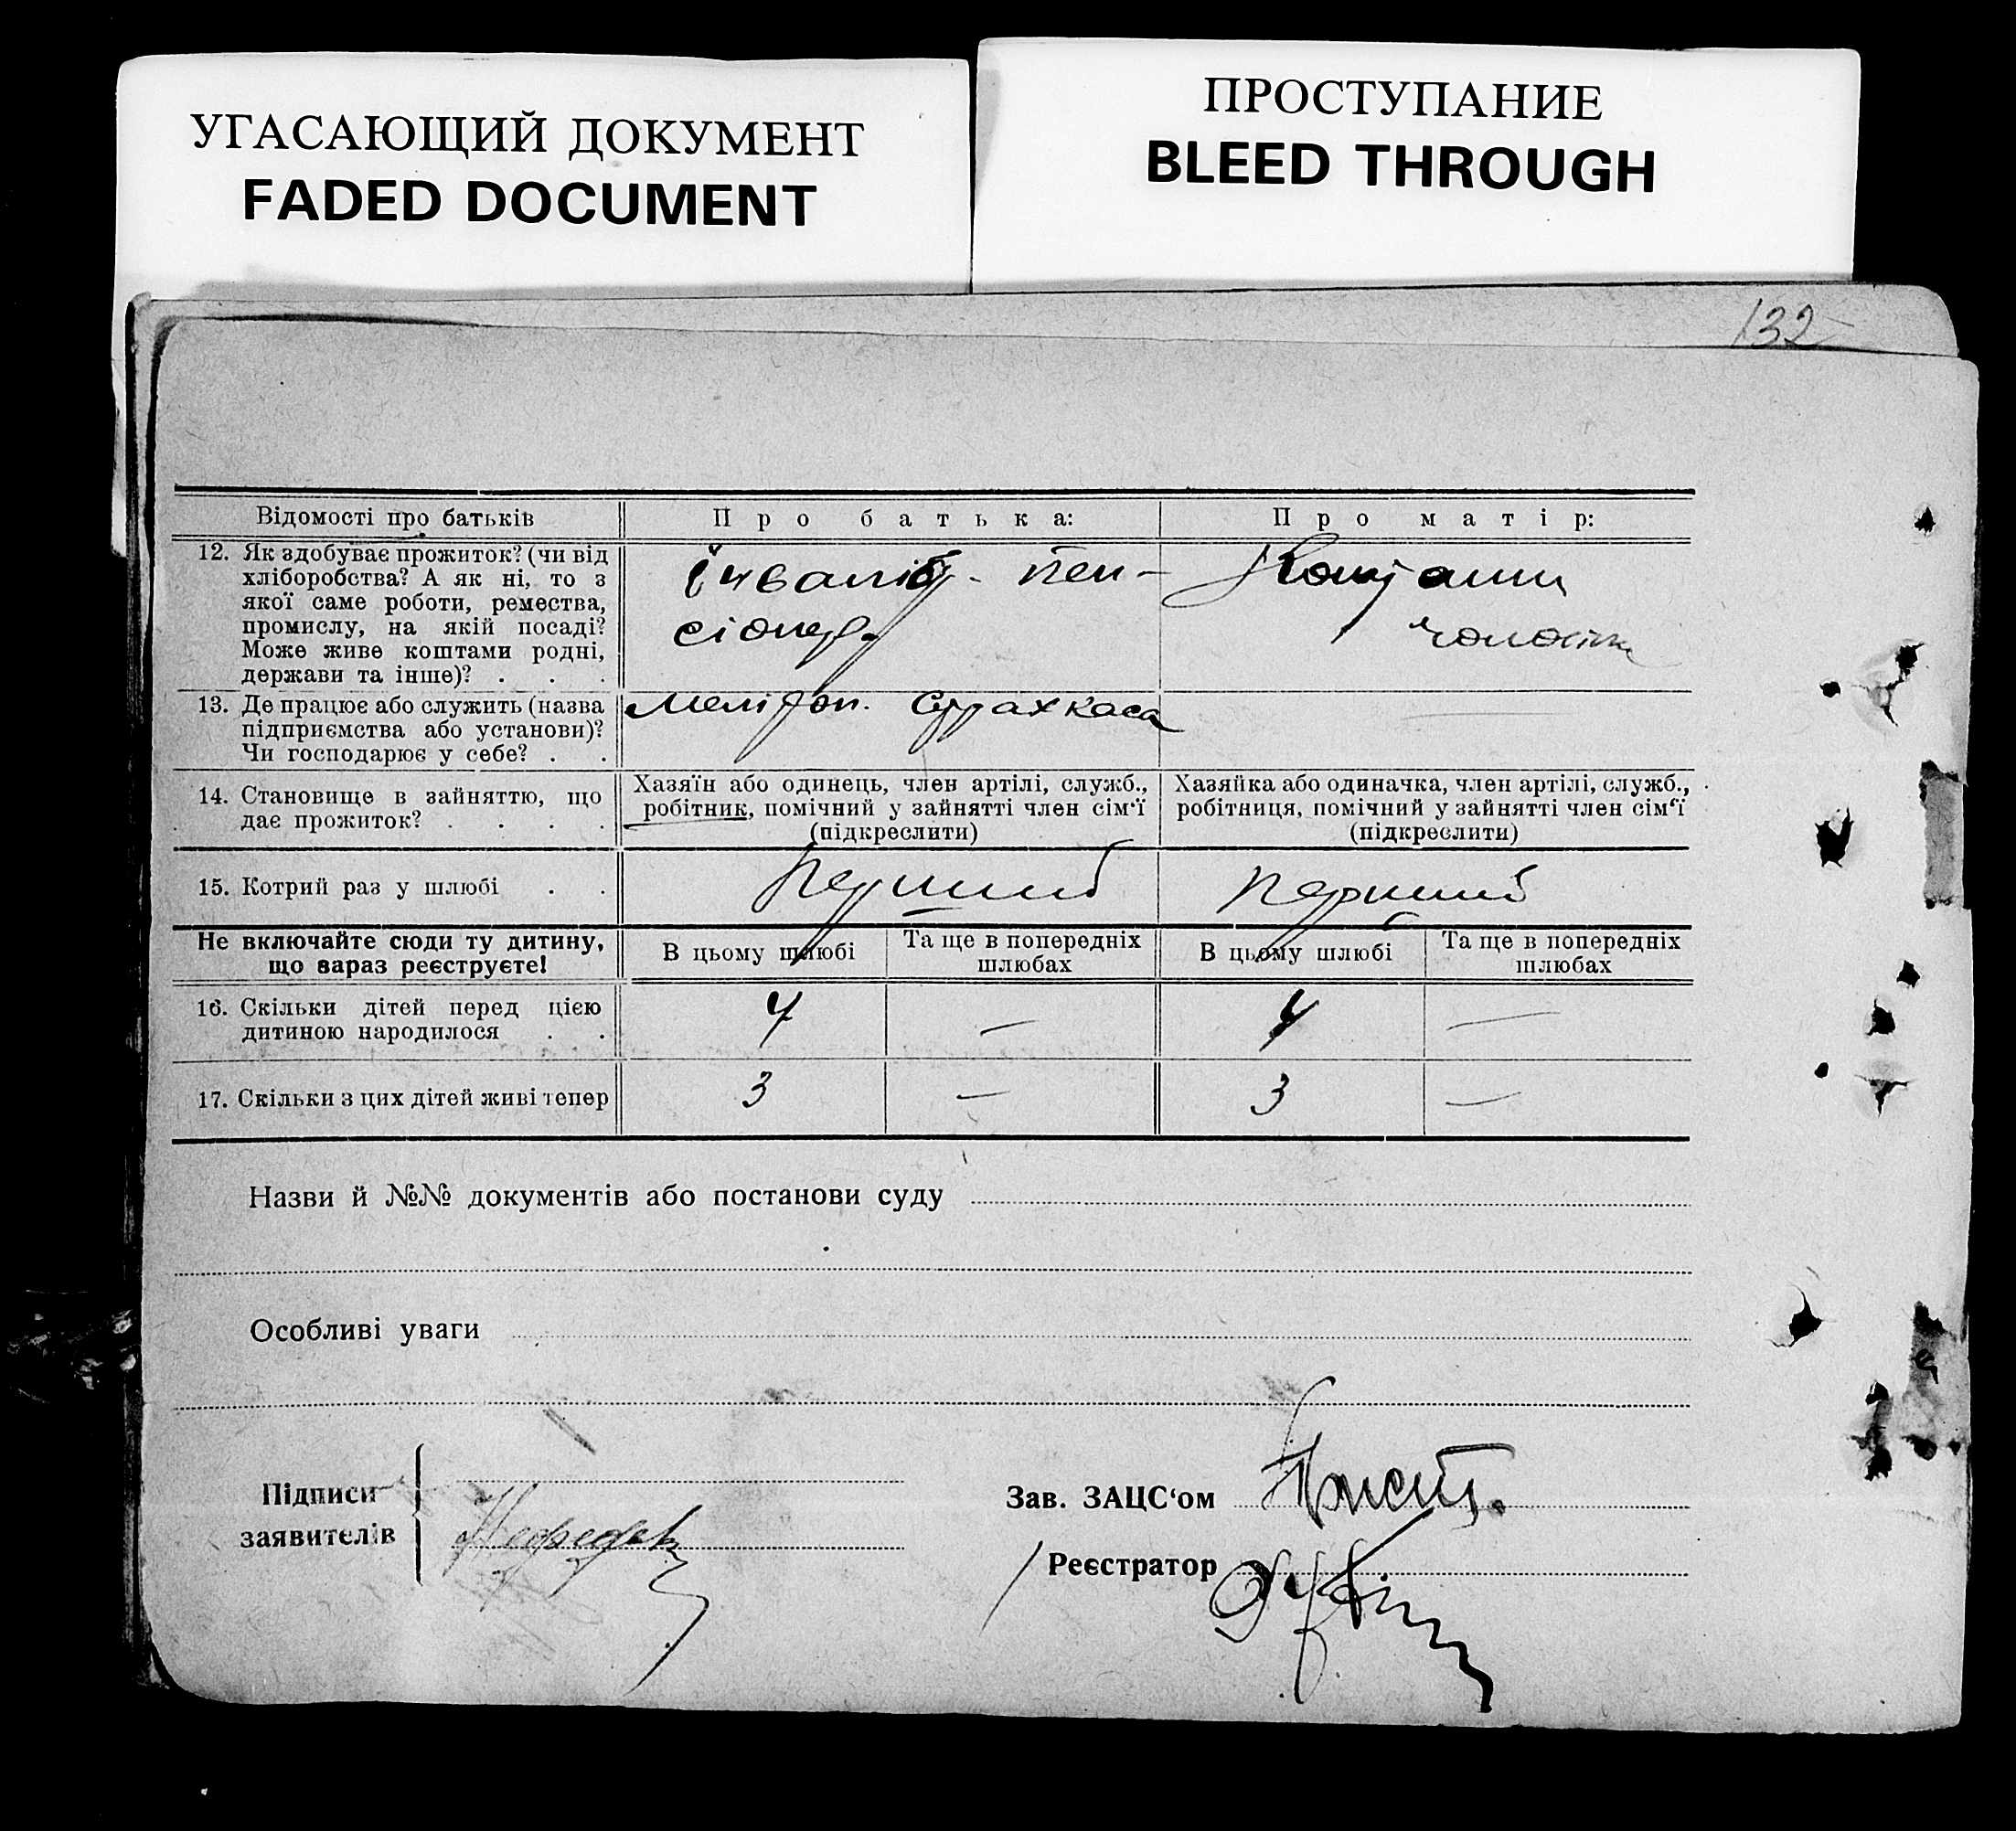 УГАСАЮЩИЙ ДОКУМЕНТ
FADED DOCUMENT
ПРОСТУПАНИЕ
BLEED THROUGH
132
Відомості про батьків
Про батька:
Про матір:
12. Як здобуває прожиток? (чи від
хліборобства? А як ні, то з
якої саме роботи, ремества,
промислу, на якій посаді?
Може живе коштами родні,
держави та інше)? . . .
інвалід. пен-
сіонер.
Коштами
чоловіка
13. Де працює або служить (назва
підприємства або установи)?
Чи господарює у себе? . .
Мелітоп. страхкаса
—
14. Становище в зайняттю, що
дає прожиток? . . . .
Хазяїн або одинець, член артілі, служб.,
робітник, помічний у зайнятті член сім‘ї
(підкреслити)
Хазяйка або одиначка, член артілі, служб.,
робітниця, помічний у зайнятті член сім‘ї
(підкреслити)
15. Котрий раз у шлюбі . .
Перший
Перший
Не включайте сюди ту дитину,
що зараз реєструєте!
В цьому шлюбі
Та ще в попередніх
шлюбах
В цьому шлюбі
Та ще в попередніх
шлюбах
16. Скільки дітей перед цією
дитиною народилося . .
4
—
4
—
17. Скільки з цих дітей живі тепер
3
—
3
—
Назви й №№ документів або постанови суду
Особливі уваги
Підписи
заявителів
Зав. ЗАЦС‘ом
Реєстратор